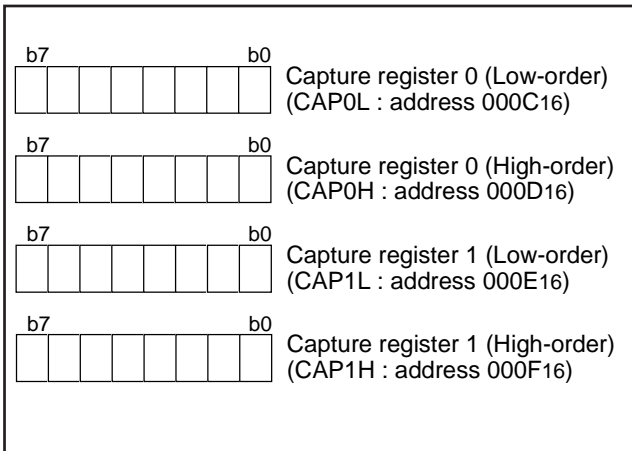 b7 b0
Capture register 0 (Low-order)
(CAP0L : address 000C16)
b7 b0
Capture register 0 (High-order)
(CAP0H : address 000D16)
b7 b0
Capture register 1 (Low-order)
(CAP1L : address 000E16)
b7 b0
Capture register 1 (High-order)
(CAP1H : address 000F16)